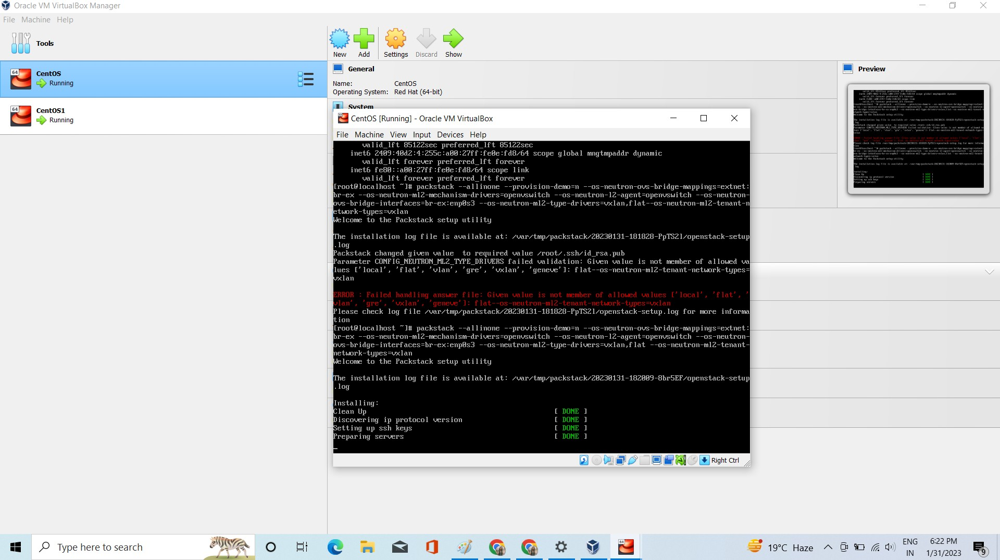 Oracle VM VirtualBox Manager
File Machine Help
Tools
New Add Settings Discard Show
64 CentOS
Running
64 CentOS1
Running
General
Name: CentOS
Operating System: Red Hat (64-bit)
System
Preview
CentOS [Running] - Oracle VM VirtualBox
File Machine View Input Devices Help
valid_lft 85122sec preferred_lft 85122sec
inet6 2409:40d2:4:255c:a00:27ff:fe0e:fd8/64 scope global mngtmpaddr dynamic
valid_lft forever preferred_lft forever
inet6 fe80::a00:27ff:fe0e:fd8/64 scope link
valid_lft forever preferred_lft forever
[root@localhost ~]# packstack --allinone --provision-demo=n --os-neutron-ovs-bridge-mappings=extnet:
br-ex --os-neutron-ml2-mechanism-drivers=openvswitch --os-neutron-l2-agent=openvswitch --os-neutron-
ovs-bridge-interfaces=br-ex:enp0s3 --os-neutron-ml2-type-drivers=vxlan,flat--os-neutron-ml2-tenant-n
etwork-types=vxlan
Welcome to the Packstack setup utility
The installation log file is available at: /var/tmp/packstack/20230131-181828-PpTS2l/openstack-setup
.log
Packstack changed given value  to required value /root/.ssh/id_rsa.pub
Parameter CONFIG_NEUTRON_ML2_TYPE_DRIVERS failed validation: Given value is not member of allowed va
lues ['local', 'flat', 'vlan', 'gre', 'vxlan', 'geneve']: flat--os-neutron-ml2-tenant-network-types=
vxlan
ERROR : Failed handling answer file: Given value is not member of allowed values ['local', 'flat', '
vlan', 'gre', 'vxlan', 'geneve']: flat--os-neutron-ml2-tenant-network-types=vxlan
Please check log file /var/tmp/packstack/20230131-181828-PpTS2l/openstack-setup.log for more informa
tion
[root@localhost ~]# packstack --allinone --provision-demo=n --os-neutron-ovs-bridge-mappings=extnet:
br-ex --os-neutron-ml2-mechanism-drivers=openvswitch --os-neutron-l2-agent=openvswitch --os-neutron-
ovs-bridge-interfaces=br-ex:enp0s3 --os-neutron-ml2-type-drivers=vxlan,flat --os-neutron-ml2-tenant-
network-types=vxlan
Welcome to the Packstack setup utility
The installation log file is available at: /var/tmp/packstack/20230131-182009-8br5EF/openstack-setup
.log
Installing:
Clean Up [ DONE ]
Discovering ip protocol version [ DONE ]
Setting up ssh keys [ DONE ]
Preparing servers [ DONE ]
Right Ctrl
Type here to search
19°C Haze
ENG
IN
6:22 PM
1/31/2023
9